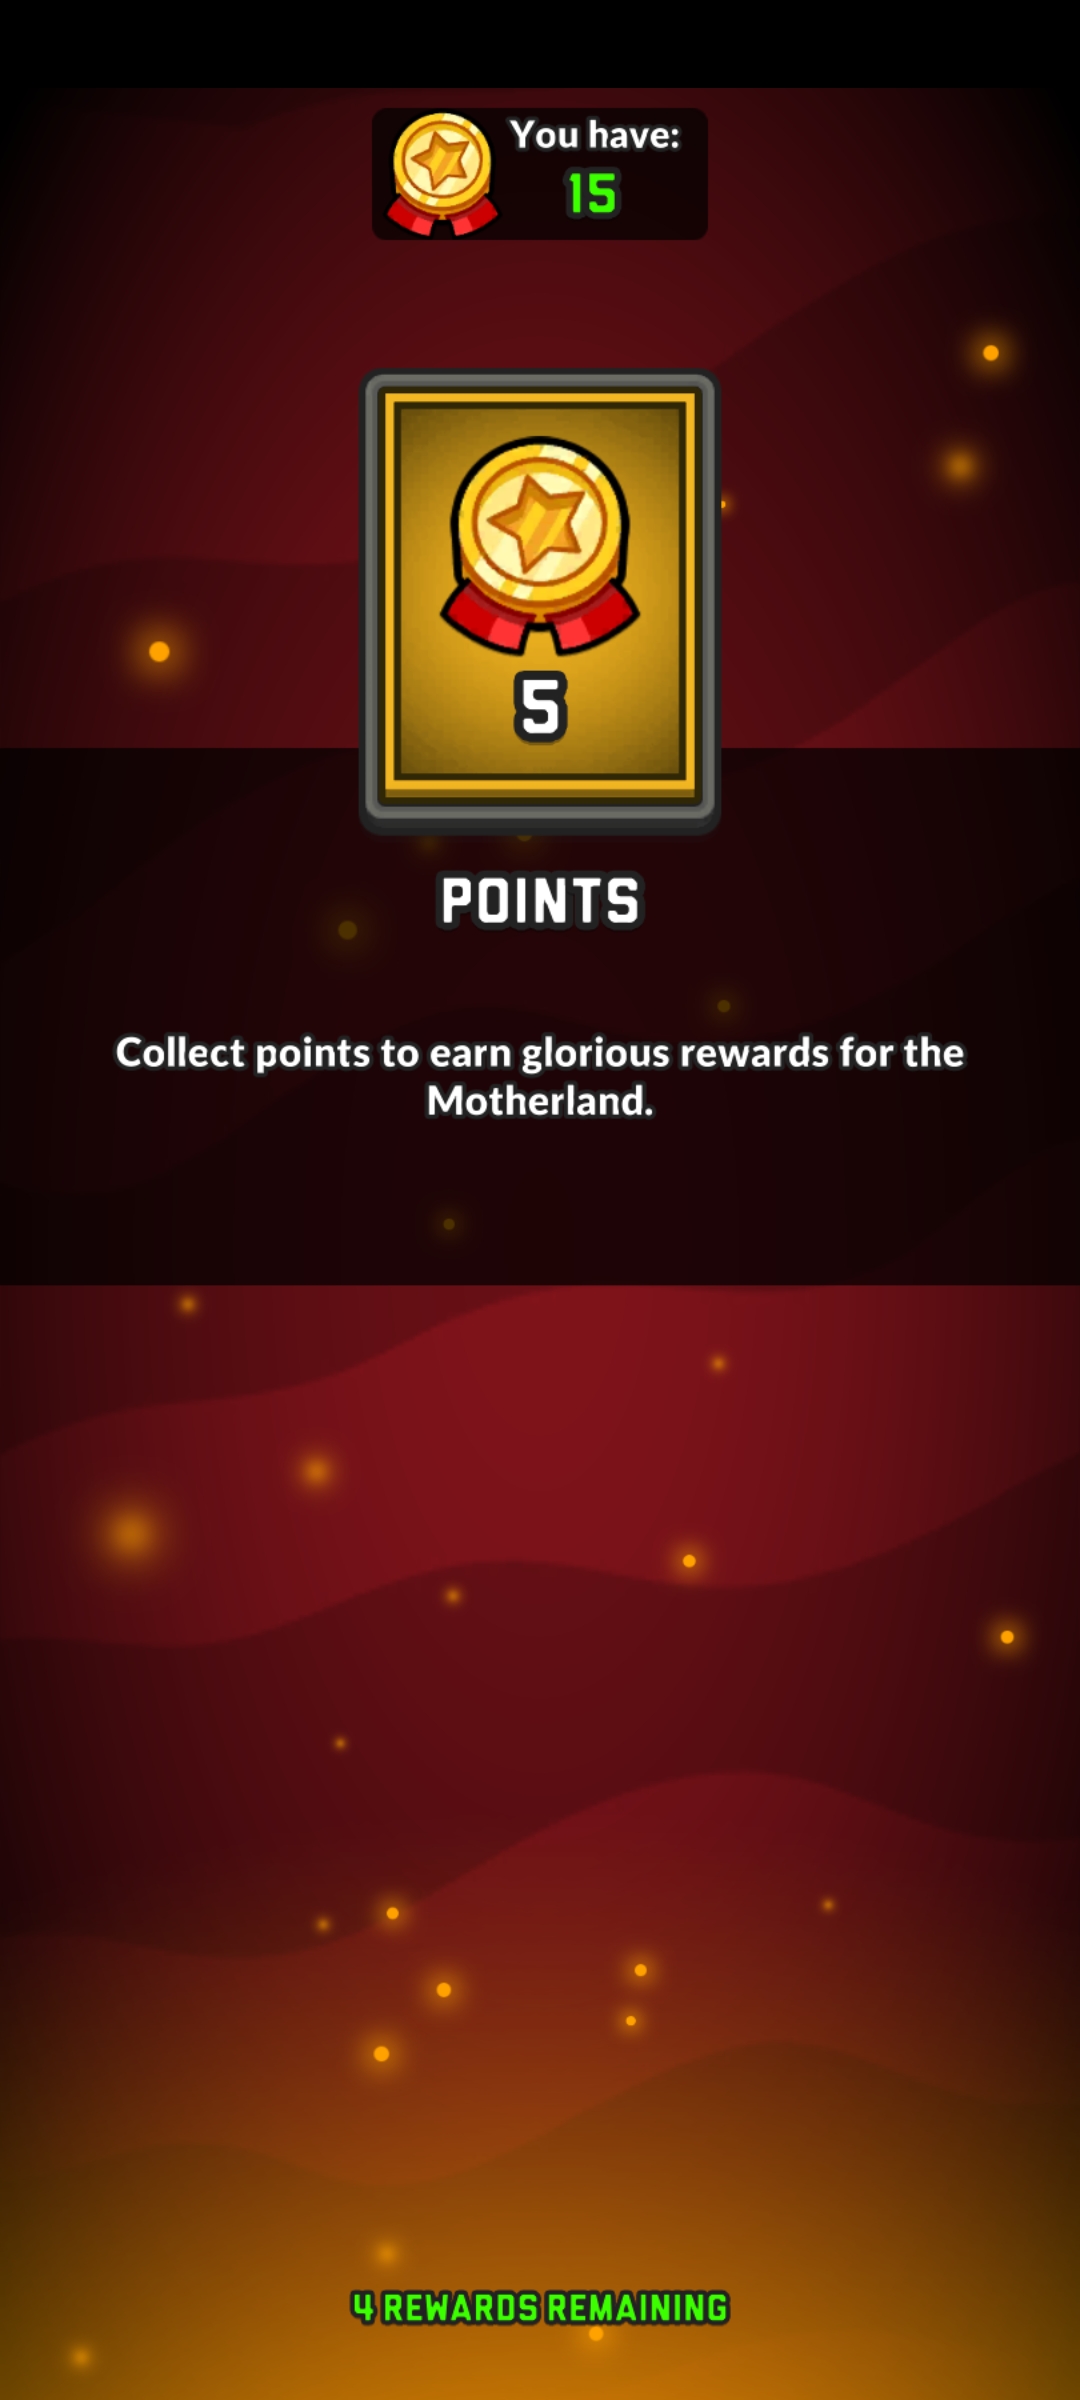 You have:
15
5
POINTS
Collect points to earn glorious rewards for the
Motherland.
4 REWARDS REMAINING